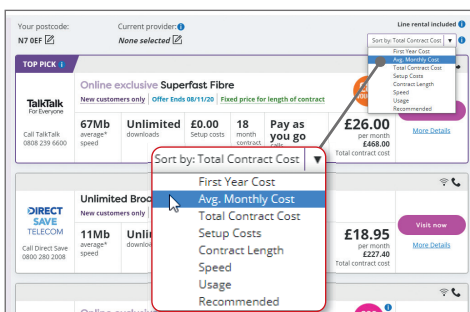 Your postcode:
Current provider:
Line rental included
N7 0EF
None selected
Sort by: Total Contract Cost
First Year Cost
Avg. Monthly Cost
Total Contract Cost
Setup Costs
Contract Length
Speed
Usage
Recommended
TOP PICK
Online exclusive Superfast Fibre
New customers only
Offer Ends 08/11/20
Fixed price for length of contract
TalkTalk
For Everyone
Call TalkTalk
0808 239 6600
67Mb
average*
speed
Unlimited
downloads
£0.00
Setup costs
18
month
contract
Pay as
you go
calls
£26.00
per month
£468.00
Total contract cost
More Details
Sort by: Total Contract Cost
First Year Cost
Avg. Monthly Cost
Total Contract Cost
Setup Costs
Contract Length
Speed
Usage
Recommended
DIRECT
SAVE
TELECOM
Call Direct Save
0800 280 2008
Unlimited
New customers only
11Mb
average*
speed
£18.95
per month
£227.40
Total contract cost
Visit now
More Details